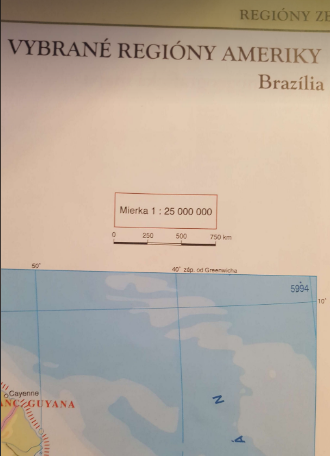 REGIÓNY ZE
VYBRANÉ REGIÓNY AMERIKY
Brazília
Mierka 1 : 25 000 000
0 250 500 750 km
50° 40° záp. od Greenwicha
5994
10°
Cayenne
ANC. GUYANA
N
A